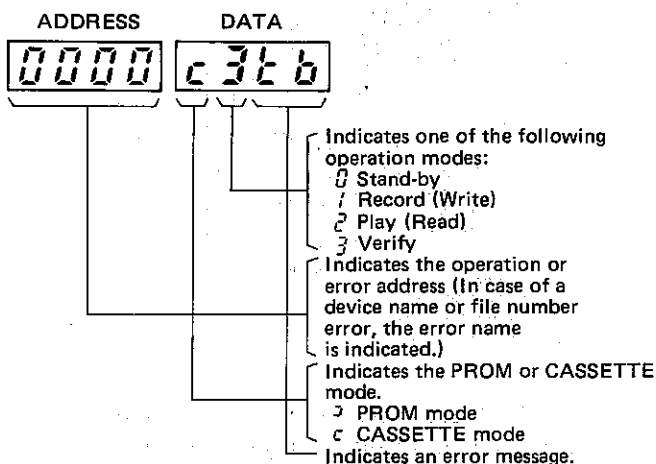 ADDRESS DATA
0000 c3tb
Indicates one of the following
operation modes:
0 Stand-by
1 Record (Write)
2 Play (Read)
3 Verify
Indicates the operation or
error address (In case of a
device name or file number
error, the error name
is indicated.)
Indicates the PROM or CASSETTE
mode.
PROM mode
c CASSETTE mode
Indicates an error message.